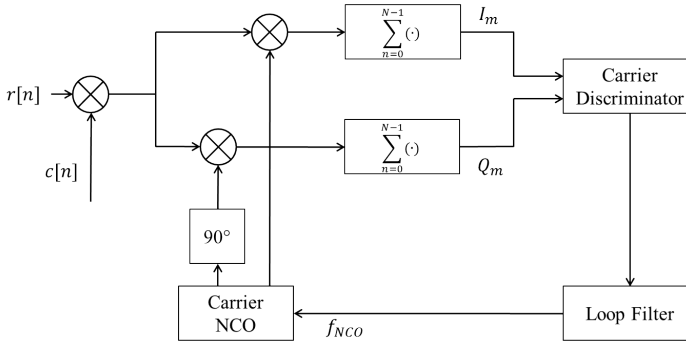 I_m
N−1
∑(·)
n=0
r[n]
Carrier
Discriminator
c[n]
N−1
∑(·)
n=0
Q_m
90°
Carrier
NCO
f_NCO
Loop Filter